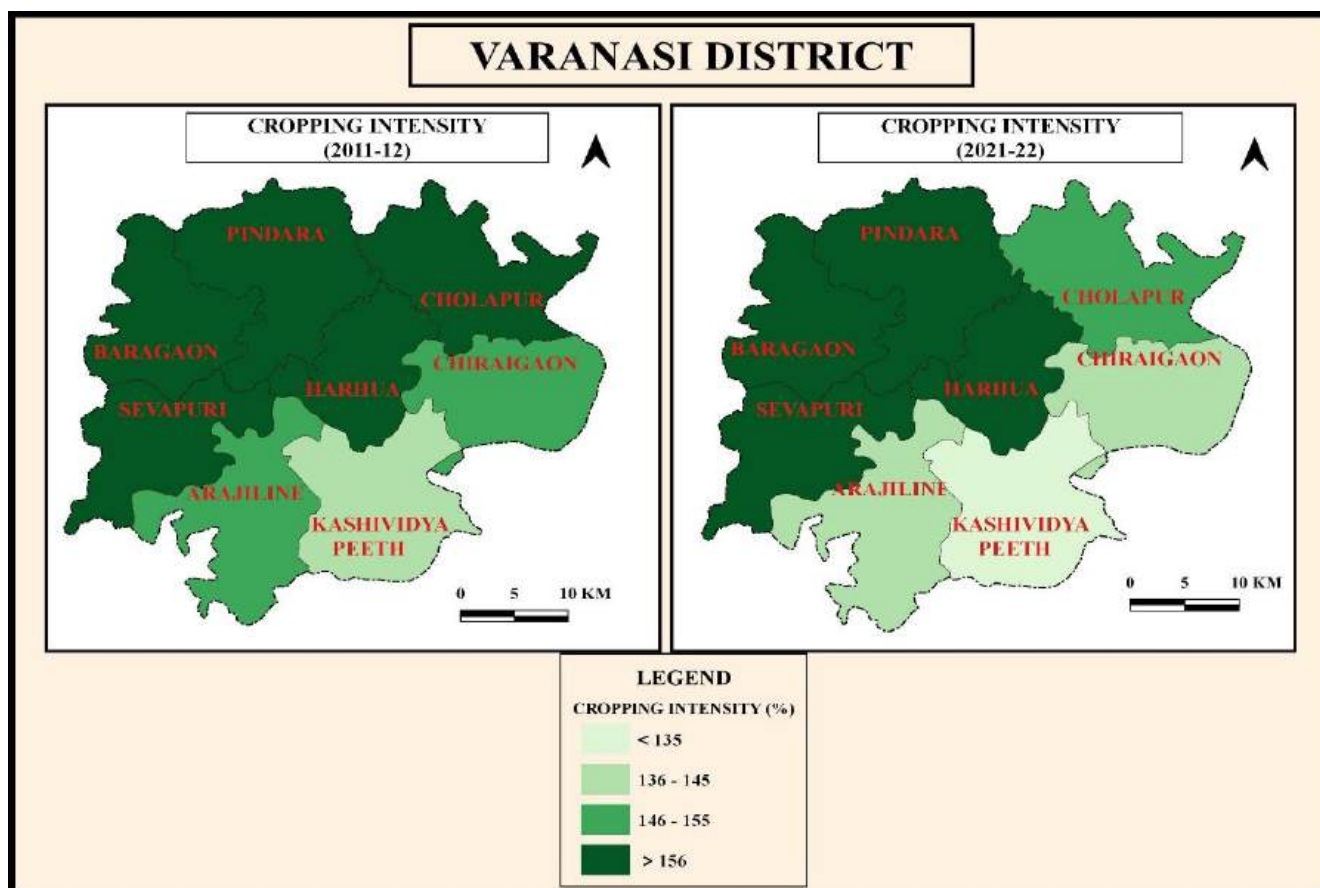 VARANASI DISTRICT
CROPPING INTENSITY
(2011-12)
PINDARA
CHOLAPUR
BARAGAON
CHIRAIGAON
HARHUA
SEVAPURI
ARAJILINE
KASHIVIDYA
PEETH
0 5 10 KM
CROPPING INTENSITY
(2021-22)
PINDARA
CHOLAPUR
BARAGAON
CHIRAIGAON
HARHUA
SEVAPURI
ARAJILINE
KASHIVIDYA
PEETH
0 5 10 KM
LEGEND
CROPPING INTENSITY (%)
< 135
136 - 145
146 - 155
> 156